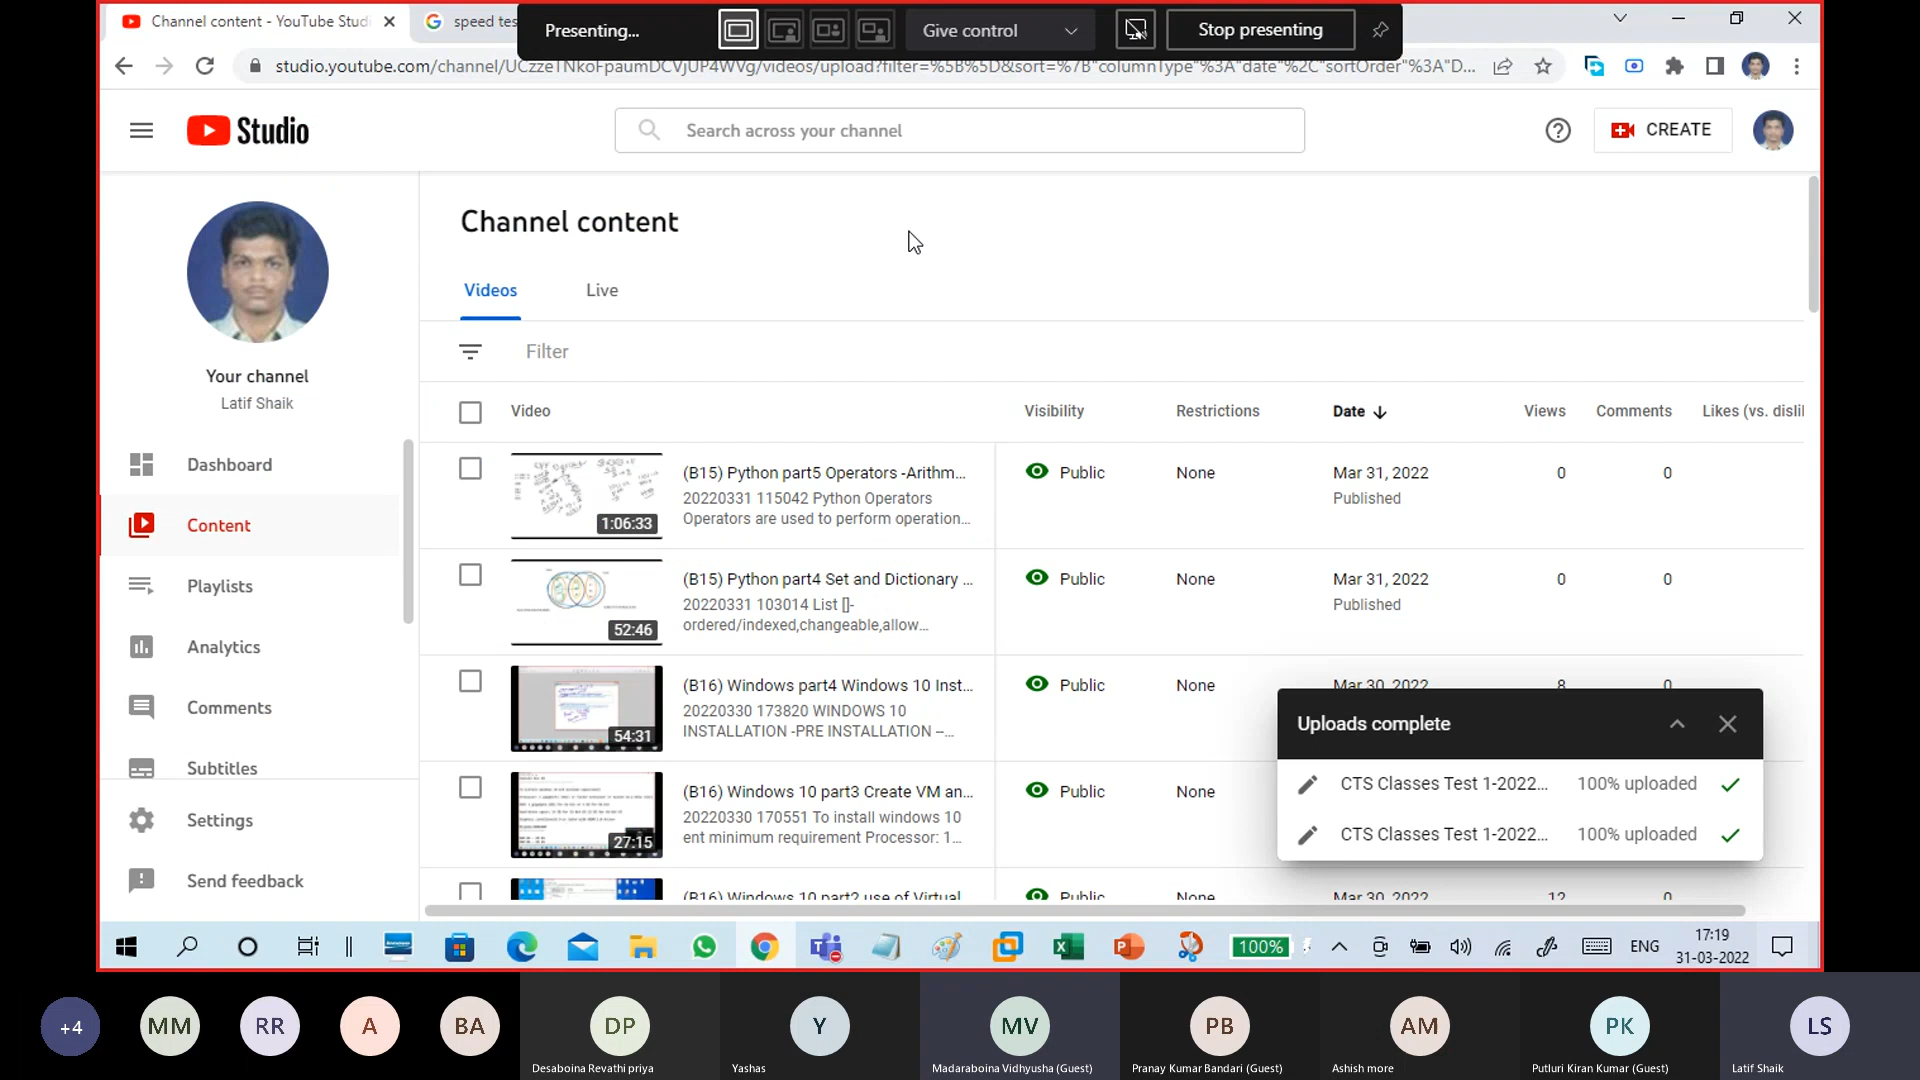 Channel content - YouTube Studi
speed tes
Presenting...
Give control
Stop presenting
studio.youtube.com/channel/UCzzeTNkoFpaumDCVjUP4WVg/videos/upload?filter=%5B%5D&sort=%7B"columnType"%3A"date"%2C"sortOrder"%3A"D...
Studio
Search across your channel
CREATE
Channel content
Videos
Live
Your channel
Latif Shaik
Filter
Video
Visibility
Restrictions
Date
Views
Comments
Likes (vs. disli
Dashboard
Content
Playlists
Analytics
Comments
Subtitles
Settings
Send feedback
1:06:33
(B15) Python part5 Operators -Arithm...
20220331 115042 Python Operators
Operators are used to perform operation...
Public
None
Mar 31, 2022
Published
0
0
52:46
(B15) Python part4 Set and Dictionary ...
20220331 103014 List []-
ordered/indexed,changeable,allow...
Public
None
Mar 31, 2022
Published
0
0
54:31
(B16) Windows part4 Windows 10 Inst...
20220330 173820 WINDOWS 10
INSTALLATION -PRE INSTALLATION --...
Public
None
Mar 30, 2022
8
0
27:15
(B16) Windows 10 part3 Create VM an...
20220330 170551 To install windows 10
ent minimum requirement Processor: 1...
Public
None
(B16) Windows 10 part2 use of Virtual
Public
None
Mar 30, 2022
12
0
Uploads complete
CTS Classes Test 1-2022...
100% uploaded
CTS Classes Test 1-2022...
100% uploaded
100%
ENG
17:19
31-03-2022
+4
MM
RR
A
BA
DP
Desaboina Revathi priya
Y
Yashas
MV
Madaraboina Vidhyusha (Guest)
PB
Pranay Kumar Bandari (Guest)
AM
Ashish more
PK
Putluri Kiran Kumar (Guest)
LS
Latif Shaik